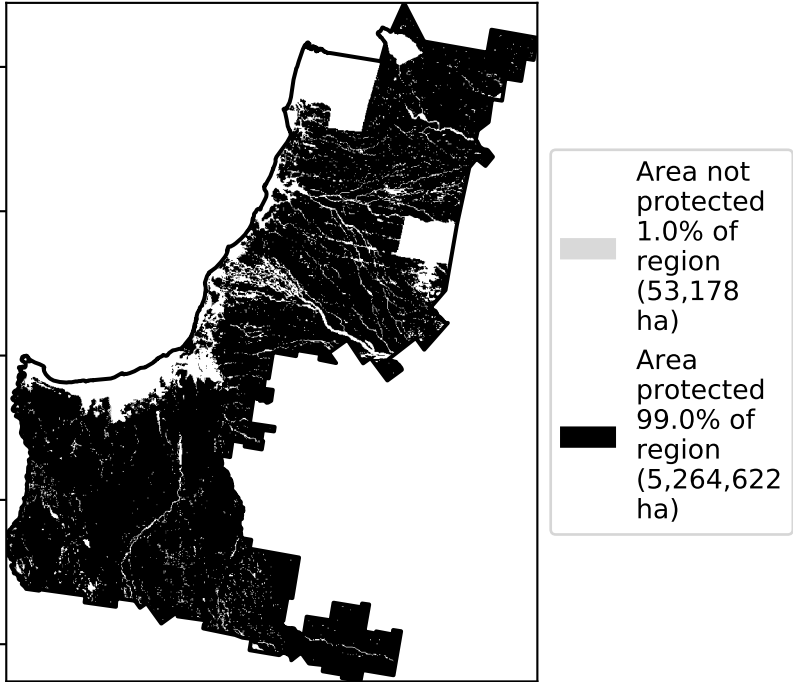 Area not
protected
1.0% of
region
(53,178
ha)
Area
protected
99.0% of
region
(5,264,622
ha)